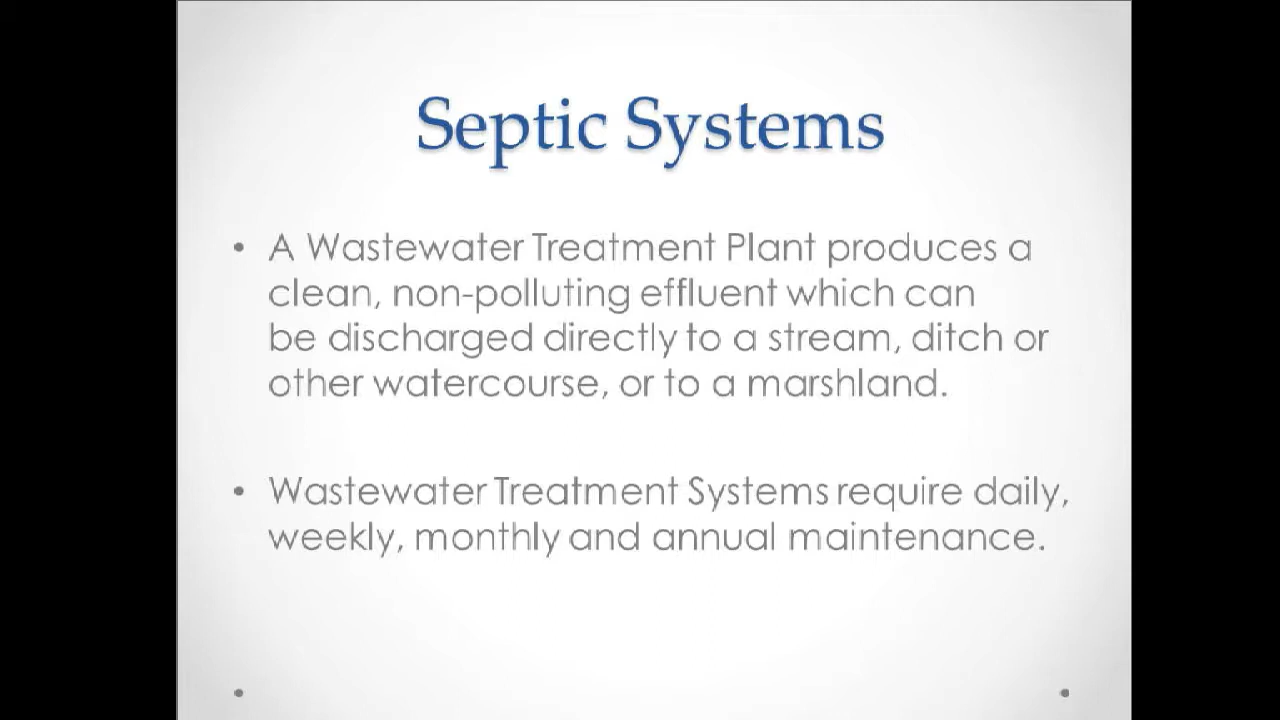 Septic Systems
• A Wastewater Treatment Plant produces a
clean, non-polluting effluent which can
be discharged directly to a stream, ditch or
other watercourse, or to a marshland.
• Wastewater Treatment Systems require daily,
weekly, monthly and annual maintenance.